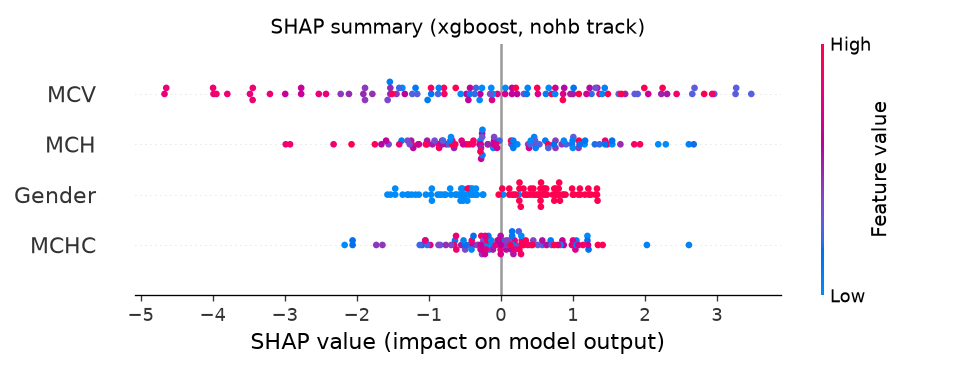 SHAP summary (xgboost, nohb track)
High
MCV
MCH
Gender
MCHC
Feature value
Low
−5 −4 −3 −2 −1 0 1 2 3
SHAP value (impact on model output)